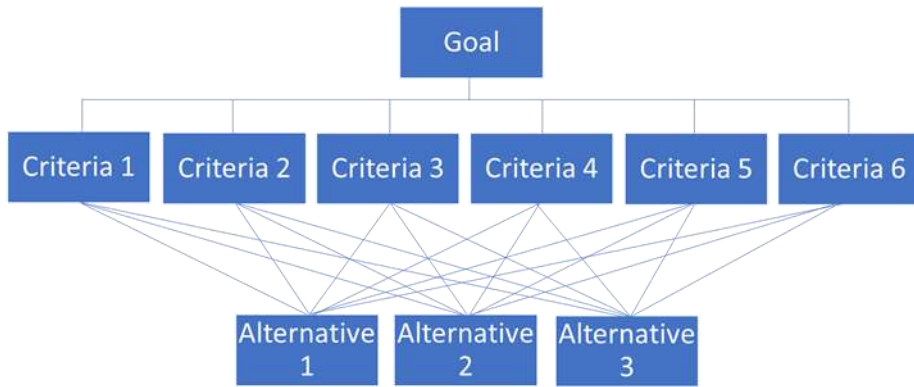 Goal
Criteria 1
Criteria 2
Criteria 3
Criteria 4
Criteria 5
Criteria 6
Alternative
1
Alternative
2
Alternative
3